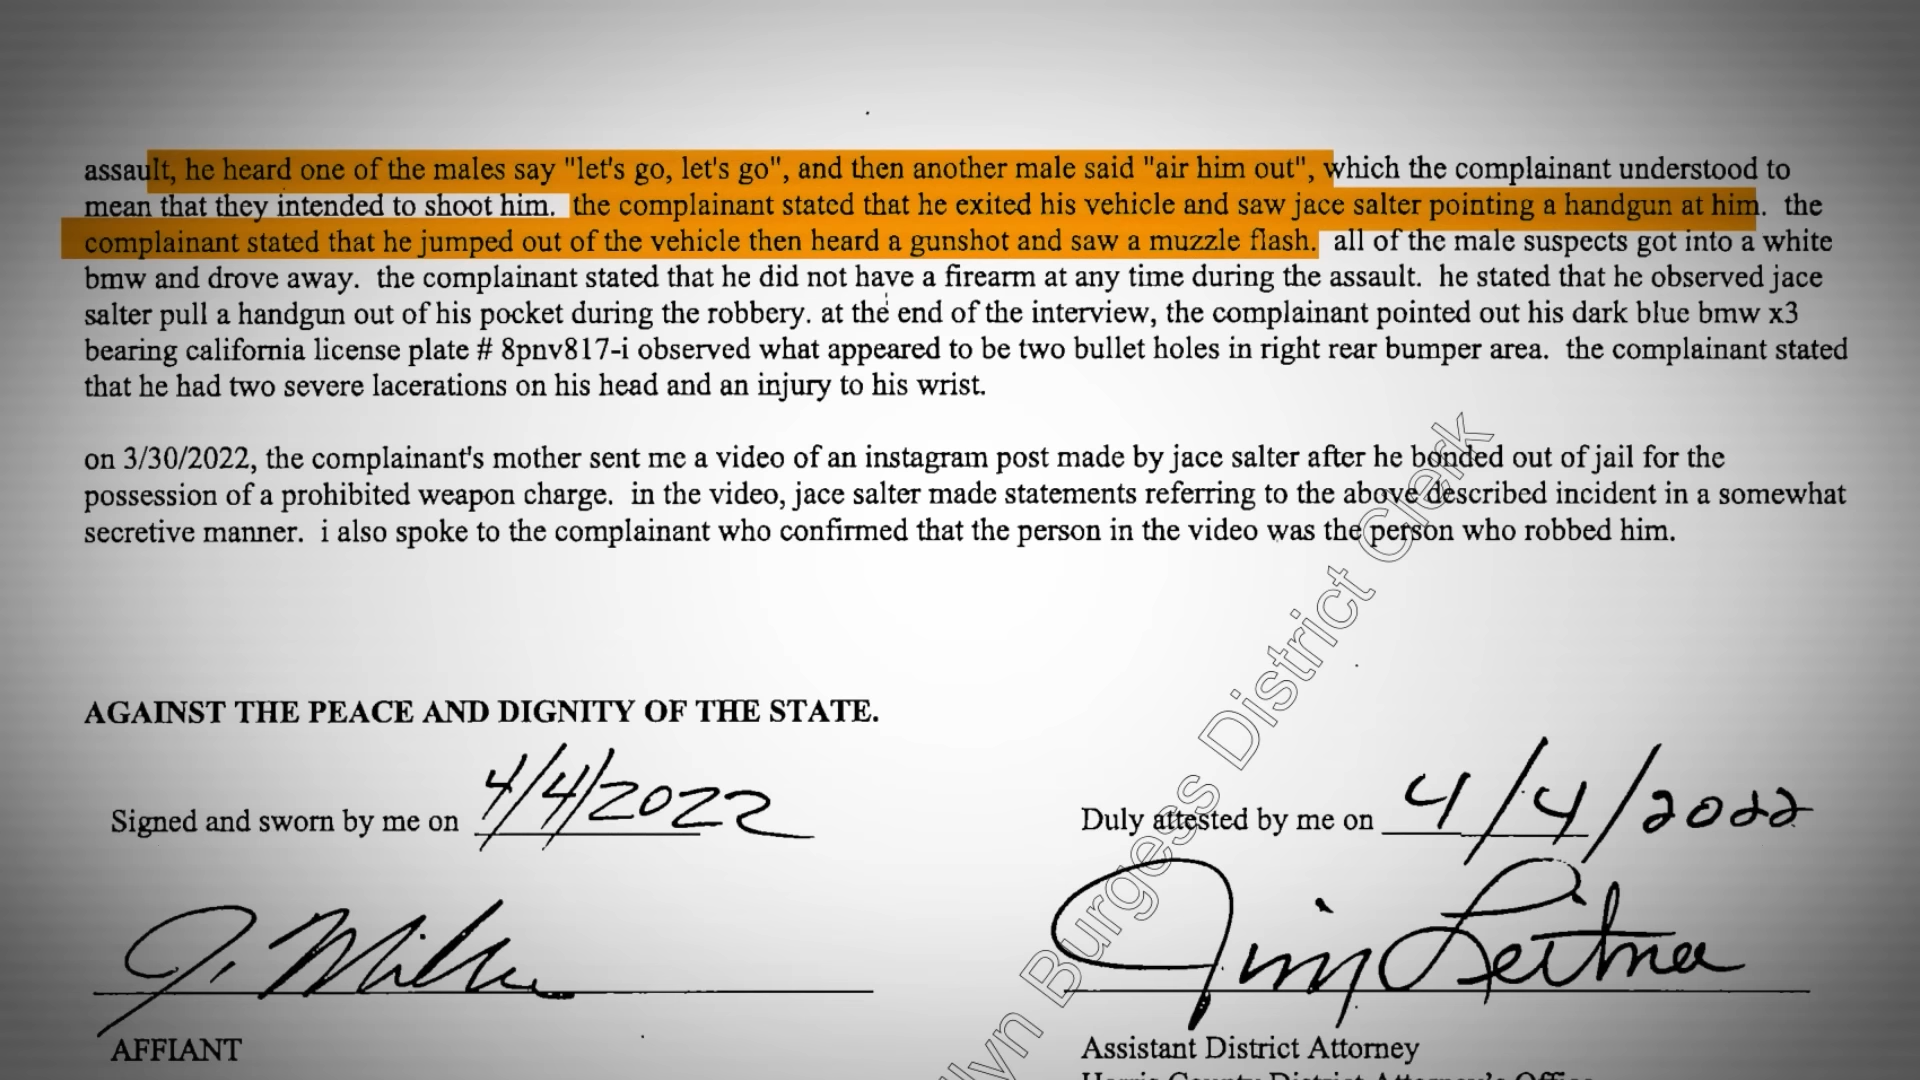 assault, he heard one of the males say "let's go, let's go", and then another male said "air him out", which the complainant understood to
mean that they intended to shoot him.  the complainant stated that he exited his vehicle and saw jace salter pointing a handgun at him.  the
complainant stated that he jumped out of the vehicle then heard a gunshot and saw a muzzle flash.  all of the male suspects got into a white
bmw and drove away.  the complainant stated that he did not have a firearm at any time during the assault.  he stated that he observed jace
salter pull a handgun out of his pocket during the robbery. at the end of the interview, the complainant pointed out his dark blue bmw x3
bearing california license plate # 8pnv817-i observed what appeared to be two bullet holes in right rear bumper area.  the complainant stated
that he had two severe lacerations on his head and an injury to his wrist.
on 3/30/2022, the complainant's mother sent me a video of an instagram post made by jace salter after he bonded out of jail for the
possession of a prohibited weapon charge.  in the video, jace salter made statements referring to the above described incident in a somewhat
secretive manner.  i also spoke to the complainant who confirmed that the person in the video was the person who robbed him.
AGAINST THE PEACE AND DIGNITY OF THE STATE.
Signed and sworn by me on 4/4/2022
Duly attested by me on 4/4/2022
Jim Leitner
AFFIANT
Assistant District Attorney
Harris County District Attorney's Office
Burgess District Clerk